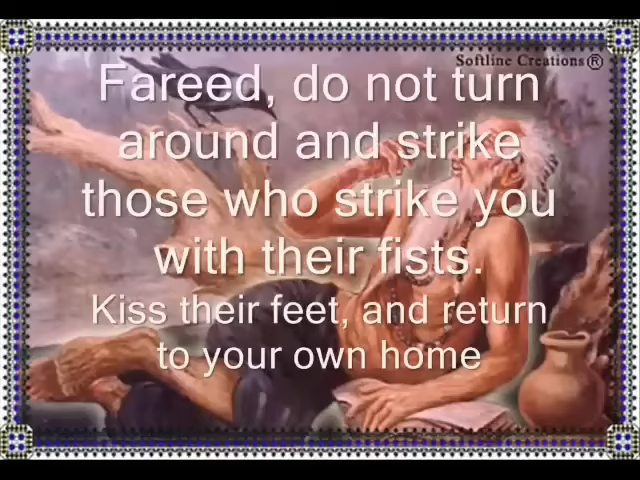 Softline Creations®
Fareed, do not turn
around and strike
those who strike you
with their fists.
Kiss their feet, and return
to your own home